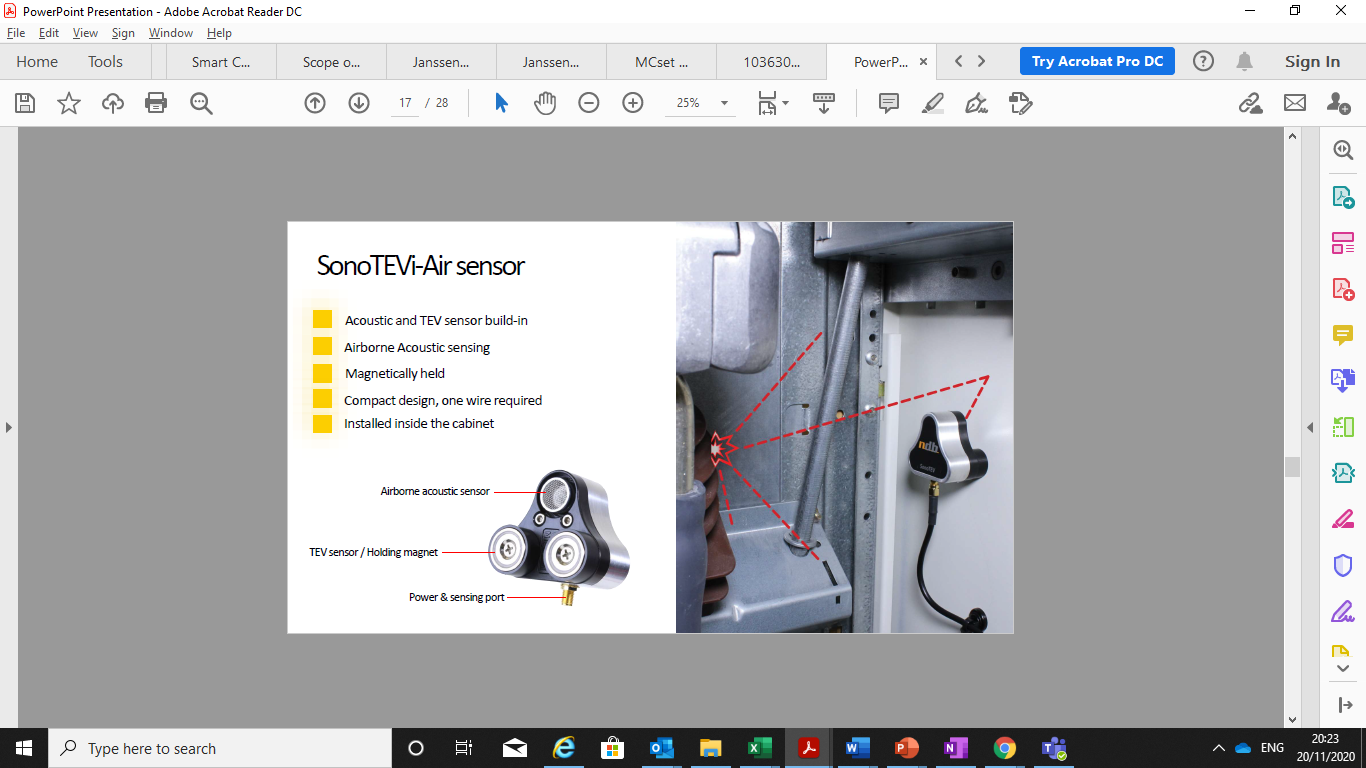 PowerPoint Presentation - Adobe Acrobat Reader DC
File Edit View Sign Window Help
Home Tools Smart C... Scope o... Janssen... Janssen... MCset ... 103630... PowerP... Try Acrobat Pro DC Sign In
17 / 28 25%
SonoTEVi-Air sensor
Acoustic and TEV sensor build-in
Airborne Acoustic sensing
Magnetically held
Compact design, one wire required
Installed inside the cabinet
Airborne acoustic sensor
TEV sensor / Holding magnet
Power & sensing port
ndb
Type here to search
ENG
20:23
20/11/2020